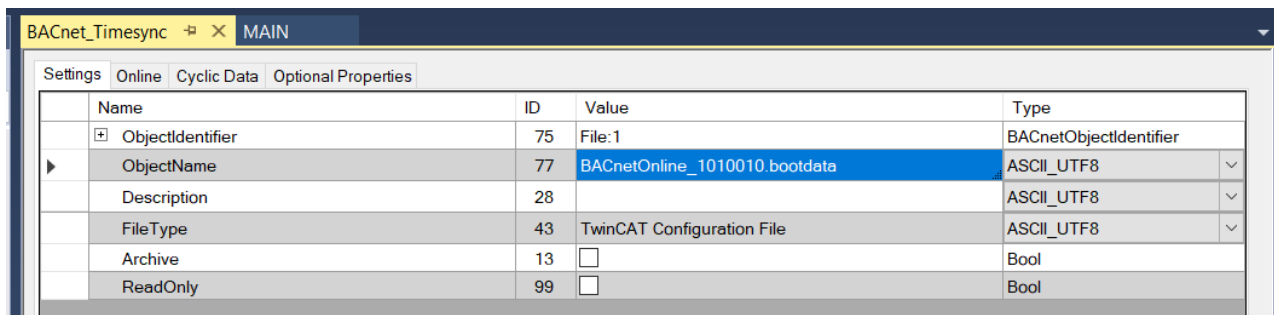 BACnet_Timesync MAIN
Settings Online Cyclic Data Optional Properties
Name ID Value Type
ObjectIdentifier 75 File:1 BACnetObjectIdentifier
ObjectName 77 BACnetOnline_1010010.bootdata ASCII_UTF8
Description 28 ASCII_UTF8
FileType 43 TwinCAT Configuration File ASCII_UTF8
Archive 13 Bool
ReadOnly 99 Bool